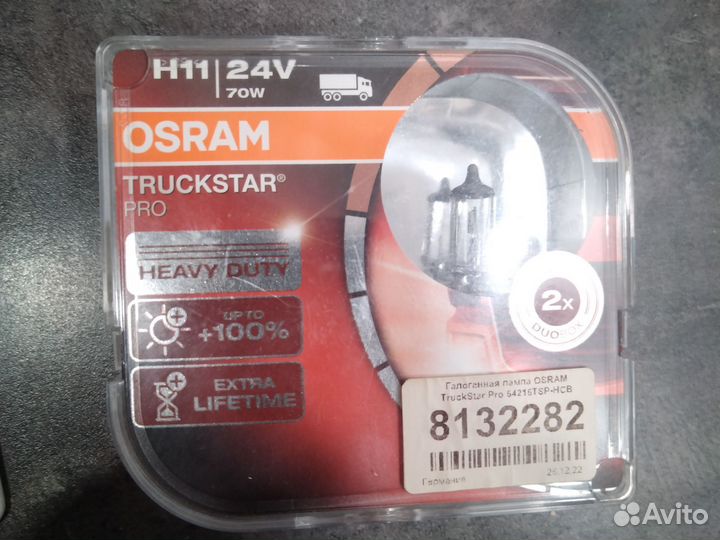 H11 24V
70W
OSRAM
TRUCKSTAR®
PRO
HEAVY DUTY
UP TO
+100%
EXTRA
LIFETIME
2x
DUOBOX
Галогенная лампа OSRAM
TruckStar Pro 64216TSP-HCB
8132282
26.12.22
Германия
Avito